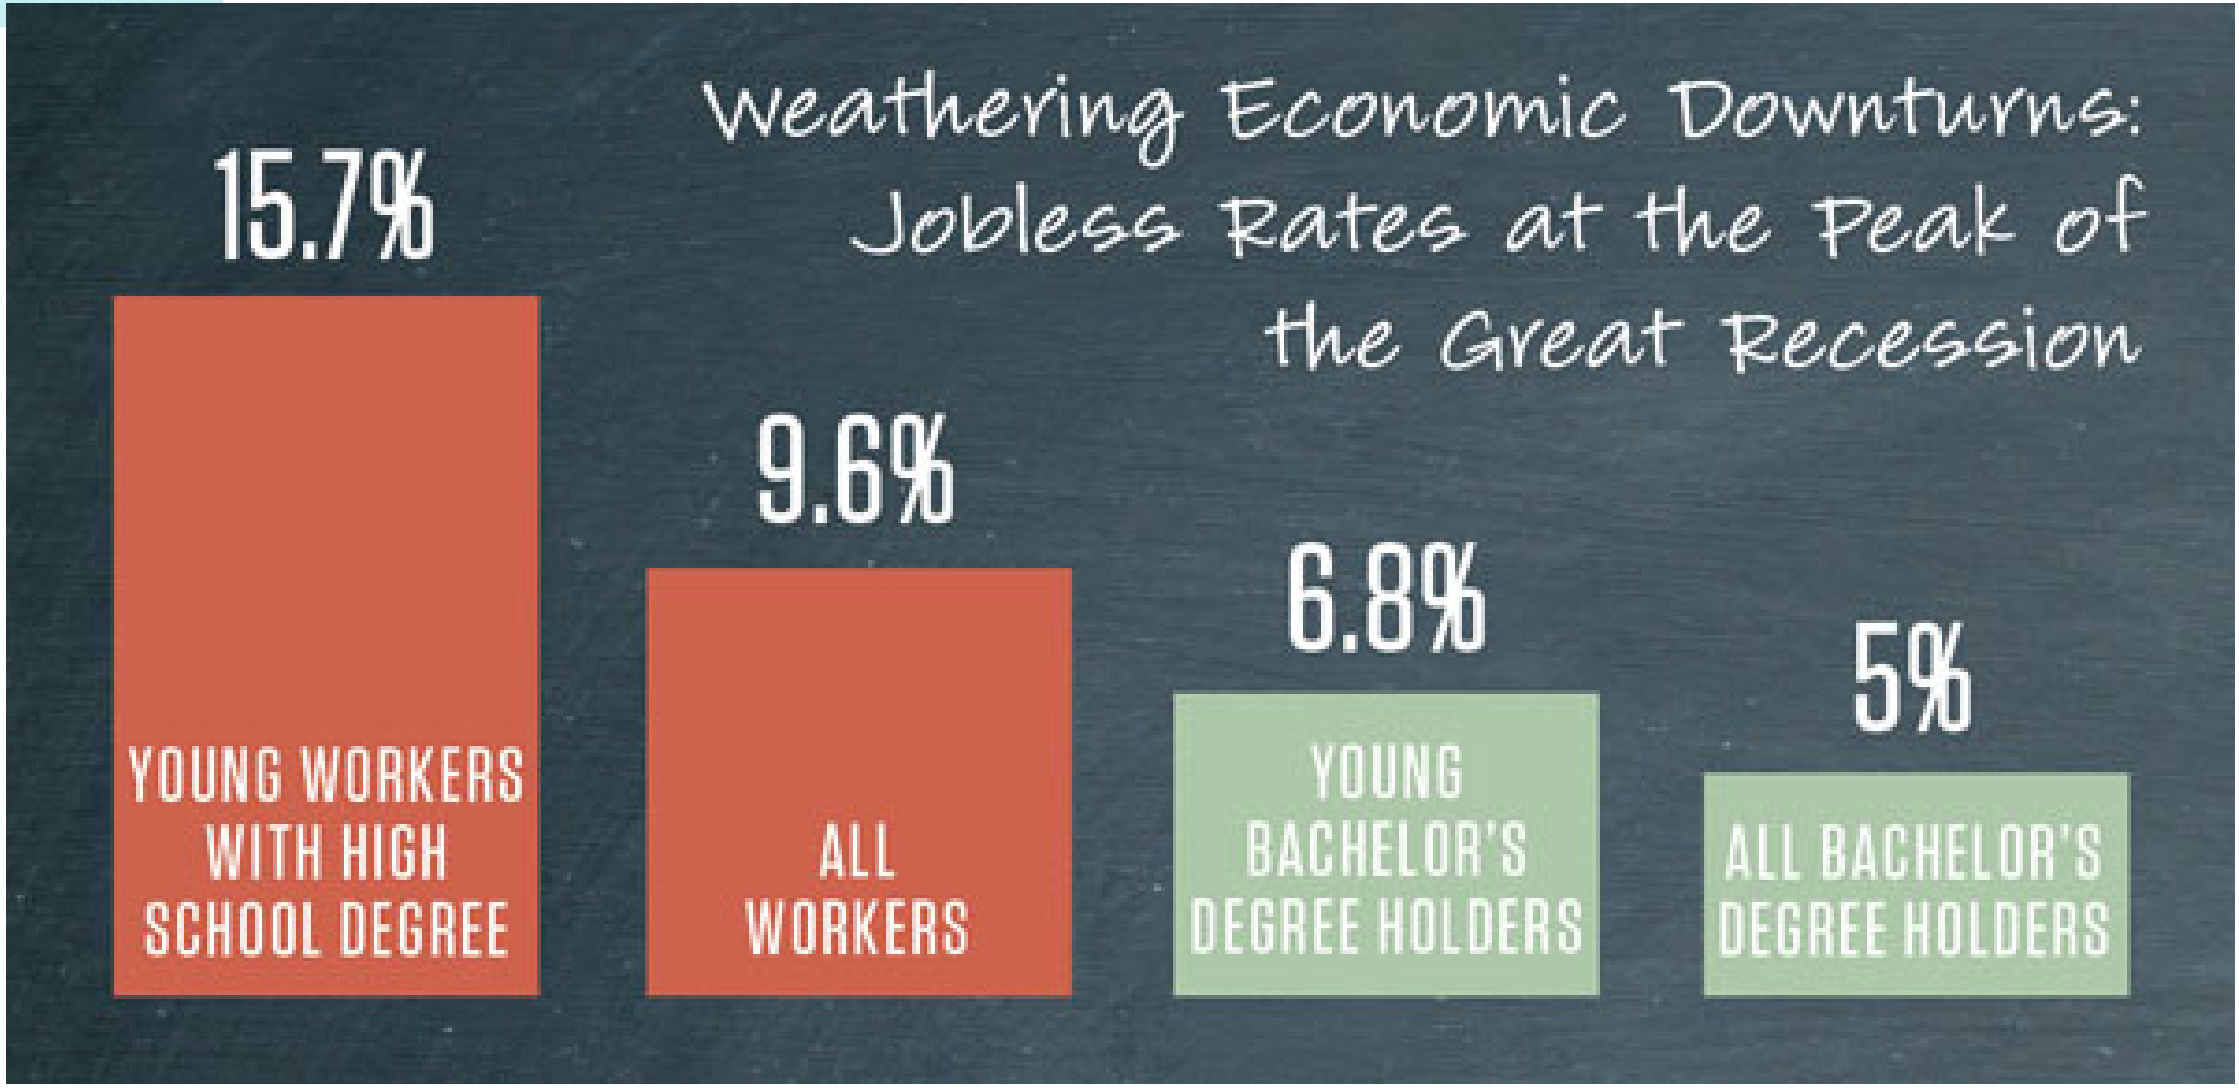 Weathering Economic Downturns:
Jobless Rates at the Peak of
the Great Recession
15.7%
YOUNG WORKERS
WITH HIGH
SCHOOL DEGREE
9.6%
ALL
WORKERS
6.8%
YOUNG
BACHELOR'S
DEGREE HOLDERS
5%
ALL BACHELOR'S
DEGREE HOLDERS